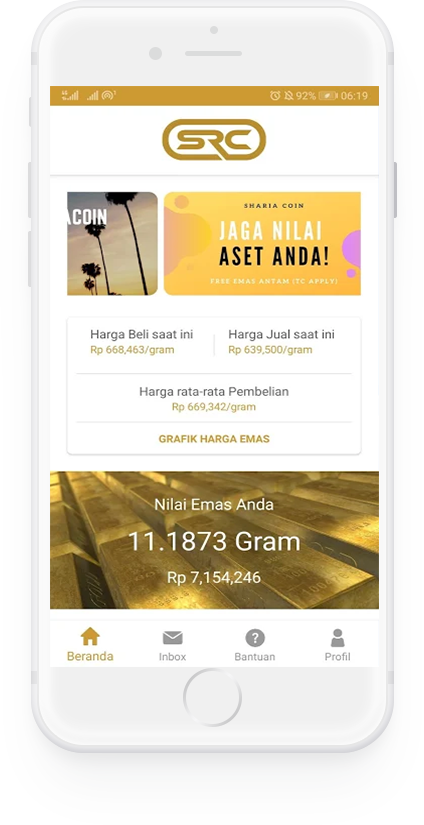 92% 06:19
SRC
ACOIN
SHARIA COIN
JAGA NILAI
ASET ANDA!
FREE EMAS ANTAM (TC APPLY)
Harga Beli saat ini
Rp 668,463/gram
Harga Jual saat ini
Rp 639,500/gram
Harga rata-rata Pembelian
Rp 669,342/gram
GRAFIK HARGA EMAS
Nilai Emas Anda
11.1873 Gram
Rp 7,154,246
Beranda
Inbox
Bantuan
Profil